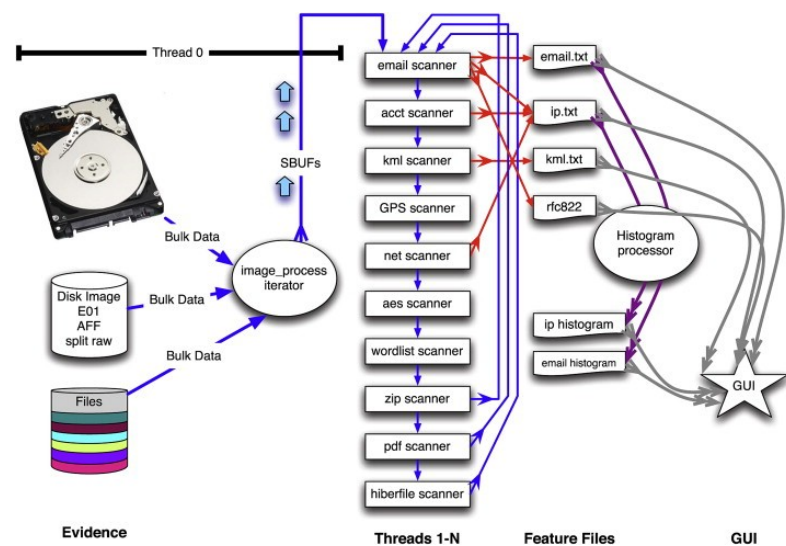 Thread 0
SBUFs
Bulk Data
Bulk Data
Bulk Data
Disk Image
E01
AFF
split raw
Files
image_process
iterator
email scanner
acct scanner
kml scanner
GPS scanner
net scanner
aes scanner
wordlist scanner
zip scanner
pdf scanner
hiberfile scanner
email.txt
ip.txt
kml.txt
rfc822
Histogram
processor
ip histogram
email histogram
GUI
Evidence
Threads 1-N
Feature Files
GUI